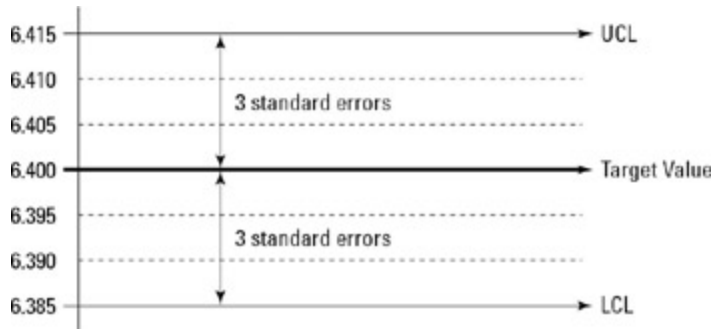 6.415 UCL
6.410
3 standard errors
6.405
6.400 Target Value
6.395
3 standard errors
6.390
6.385 LCL